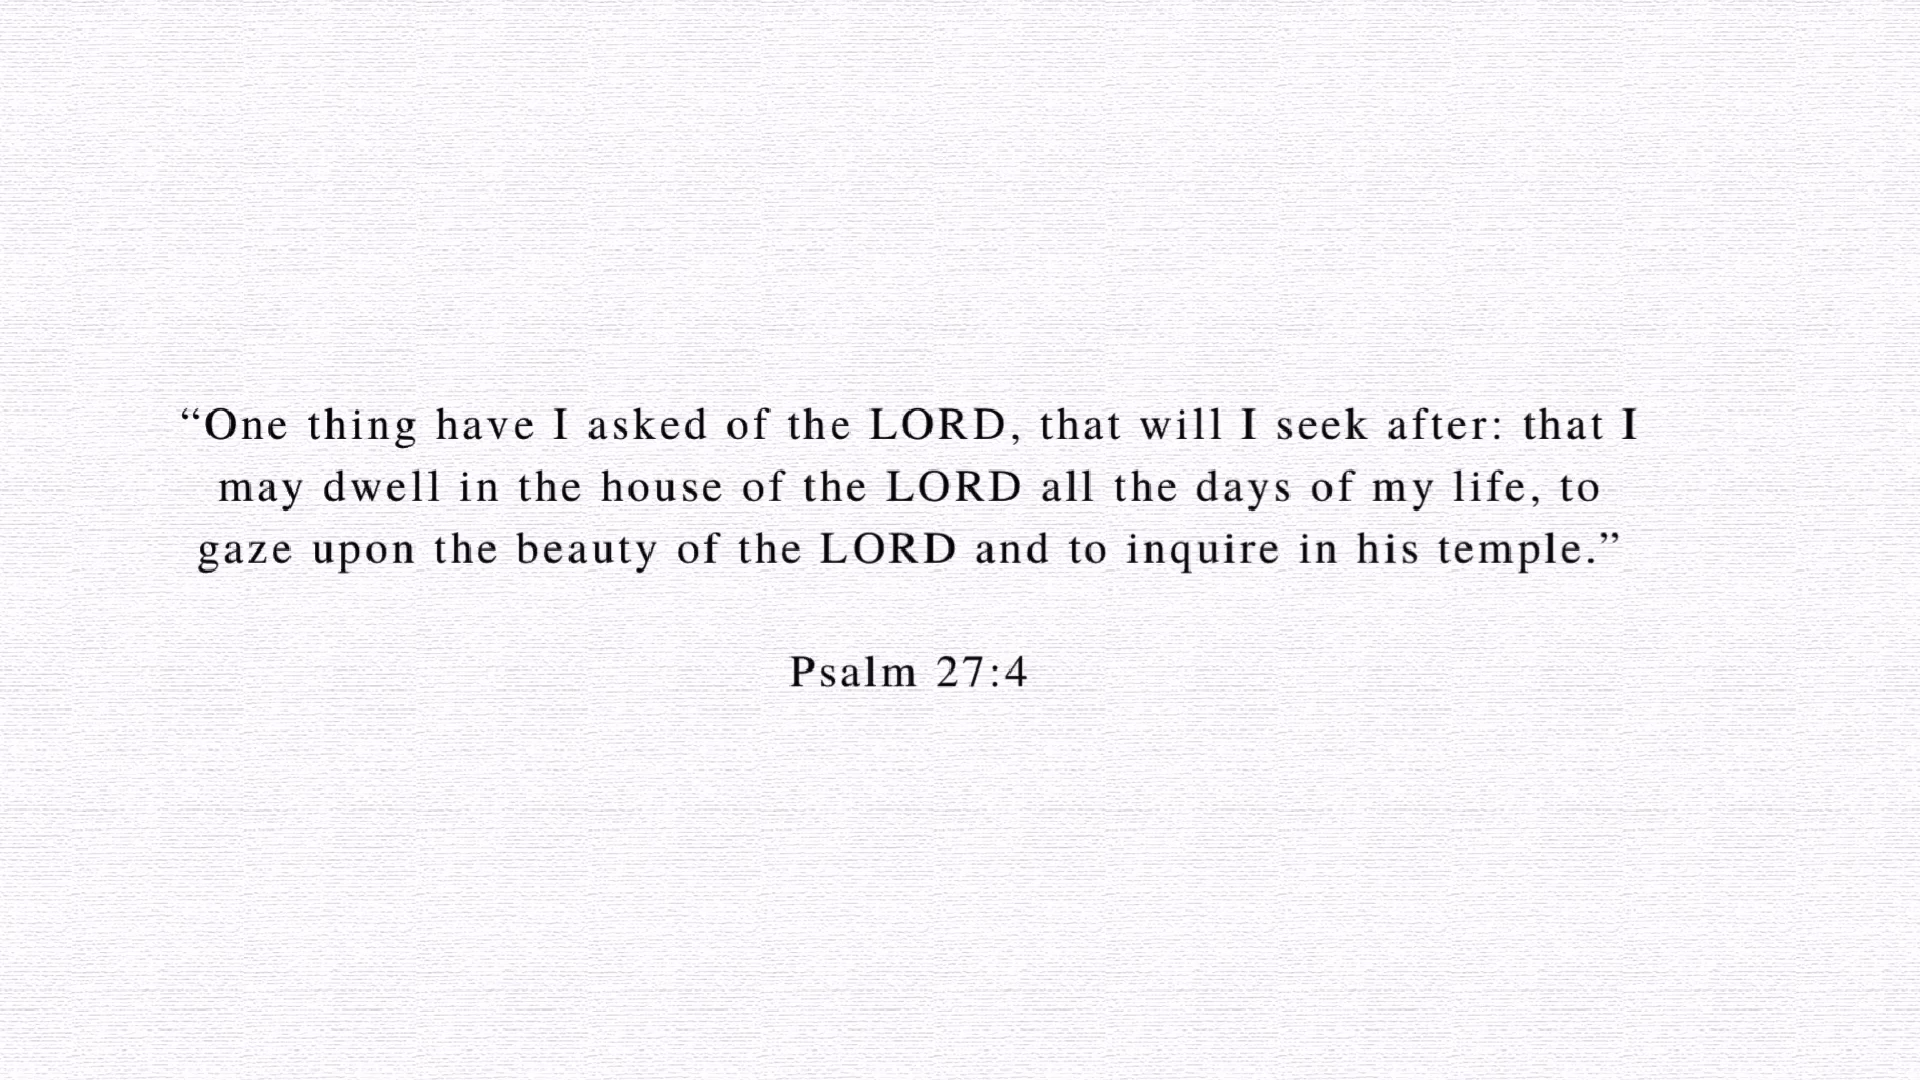 “One thing have I asked of the LORD, that will I seek after: that I
may dwell in the house of the LORD all the days of my life, to
gaze upon the beauty of the LORD and to inquire in his temple.”
Psalm 27:4